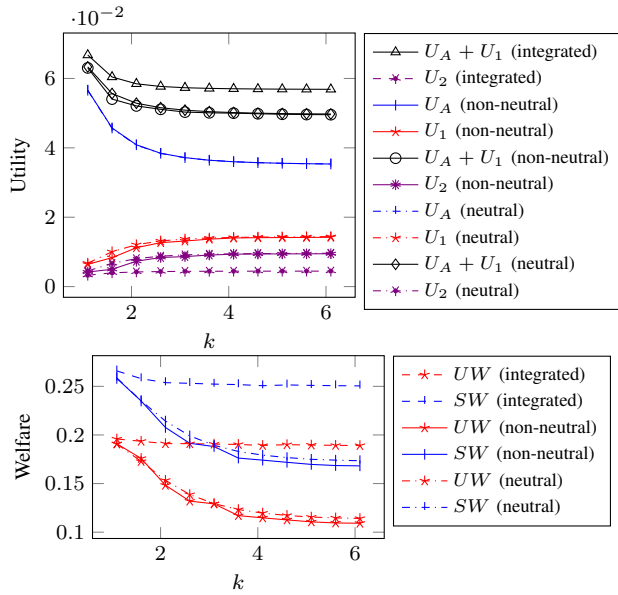 ·10⁻²
6
4
2
0
Utility
2
4
6
k
U_A + U_1 (integrated)
U_2 (integrated)
U_A (non-neutral)
U_1 (non-neutral)
U_A + U_1 (non-neutral)
U_2 (non-neutral)
U_A (neutral)
U_1 (neutral)
U_A + U_1 (neutral)
U_2 (neutral)
0.25
0.2
0.15
0.1
Welfare
2
4
6
k
UW (integrated)
SW (integrated)
UW (non-neutral)
SW (non-neutral)
UW (neutral)
SW (neutral)